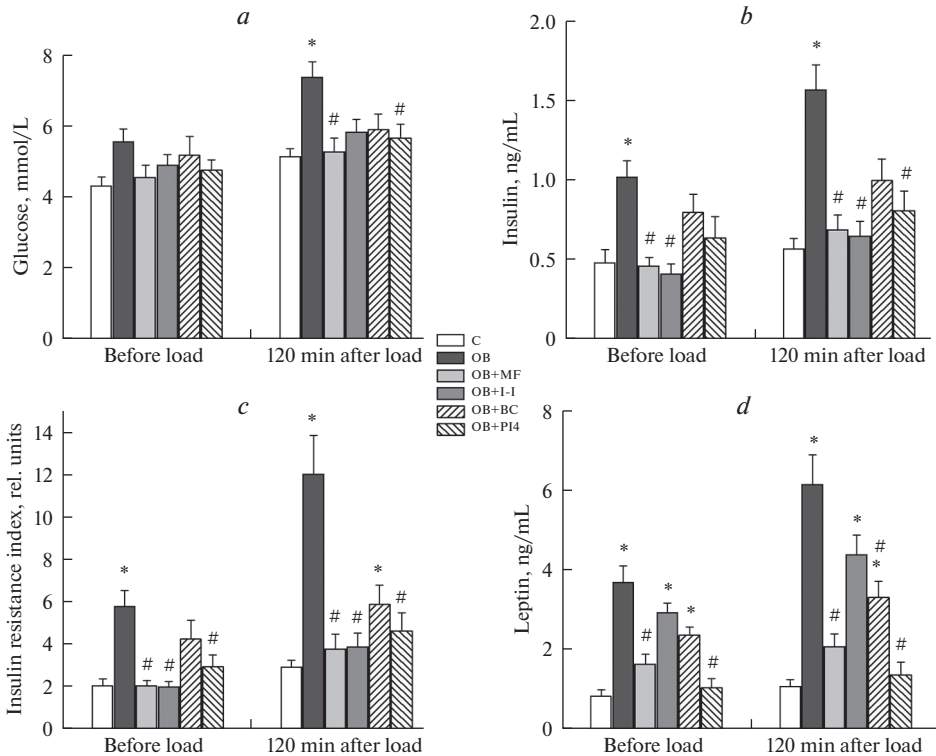 a
Glucose, mmol/L
8
6
4
2
0
*
#
#
Before load
120 min after load
b
Insulin, ng/mL
2.0
1.5
1.0
0.5
0
*
#
#
*
#
#
#
Before load
120 min after load
C
OB
OB+MF
OB+I-I
OB+BC
OB+PI4
c
Insulin resistance index, rel. units
14
12
10
8
6
4
2
0
*
#
#
#
*
#
#
*
#
Before load
120 min after load
d
Leptin, ng/mL
8
6
4
2
0
*
#
*
*
#
*
#
*
#
*
#
Before load
120 min after load